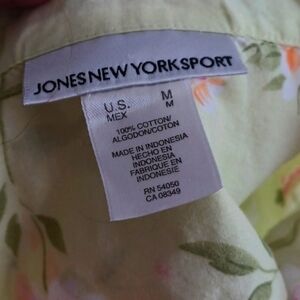 JONES NEW YORK SPORT
U.S. M
MEX M
100% COTTON/
ALGODON/COTON
MADE IN INDONESIA
HECHO EN
INDONESIA
FABRIQUE EN
INDONESIE
RN 54050
CA 08349